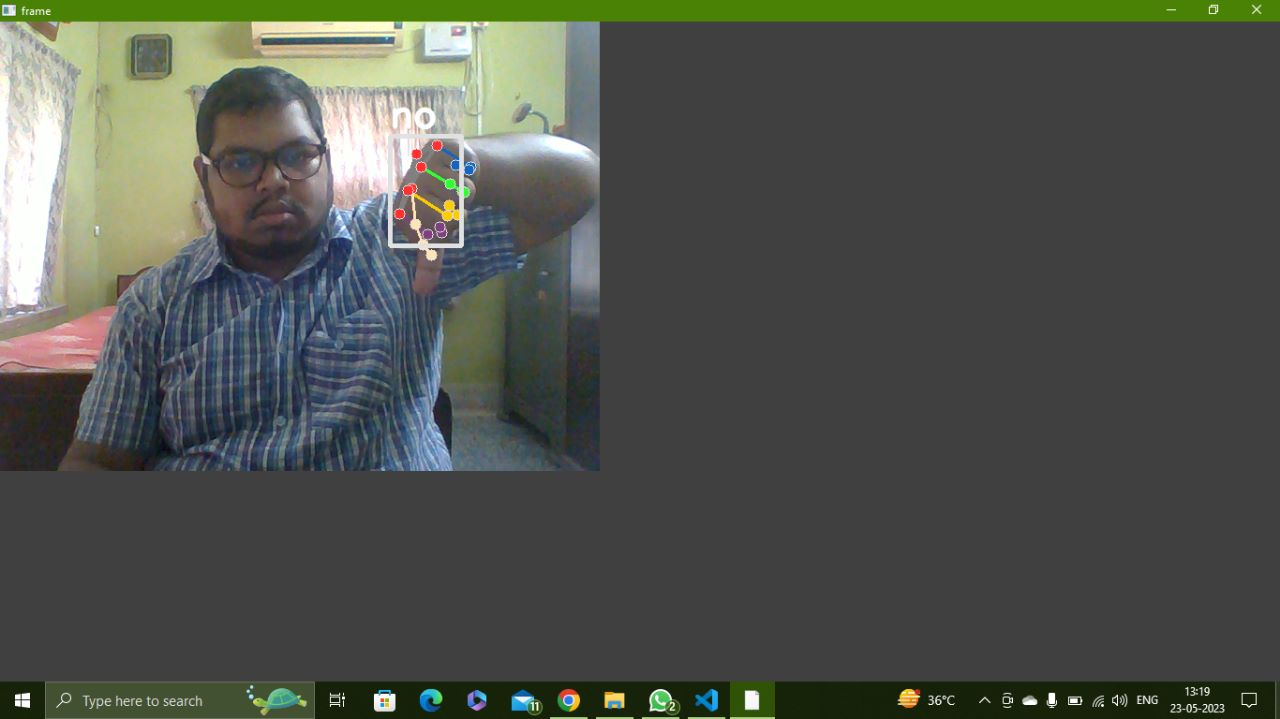 frame
no
Type here to search
11
2
36°C
ENG
13:19
23-05-2023